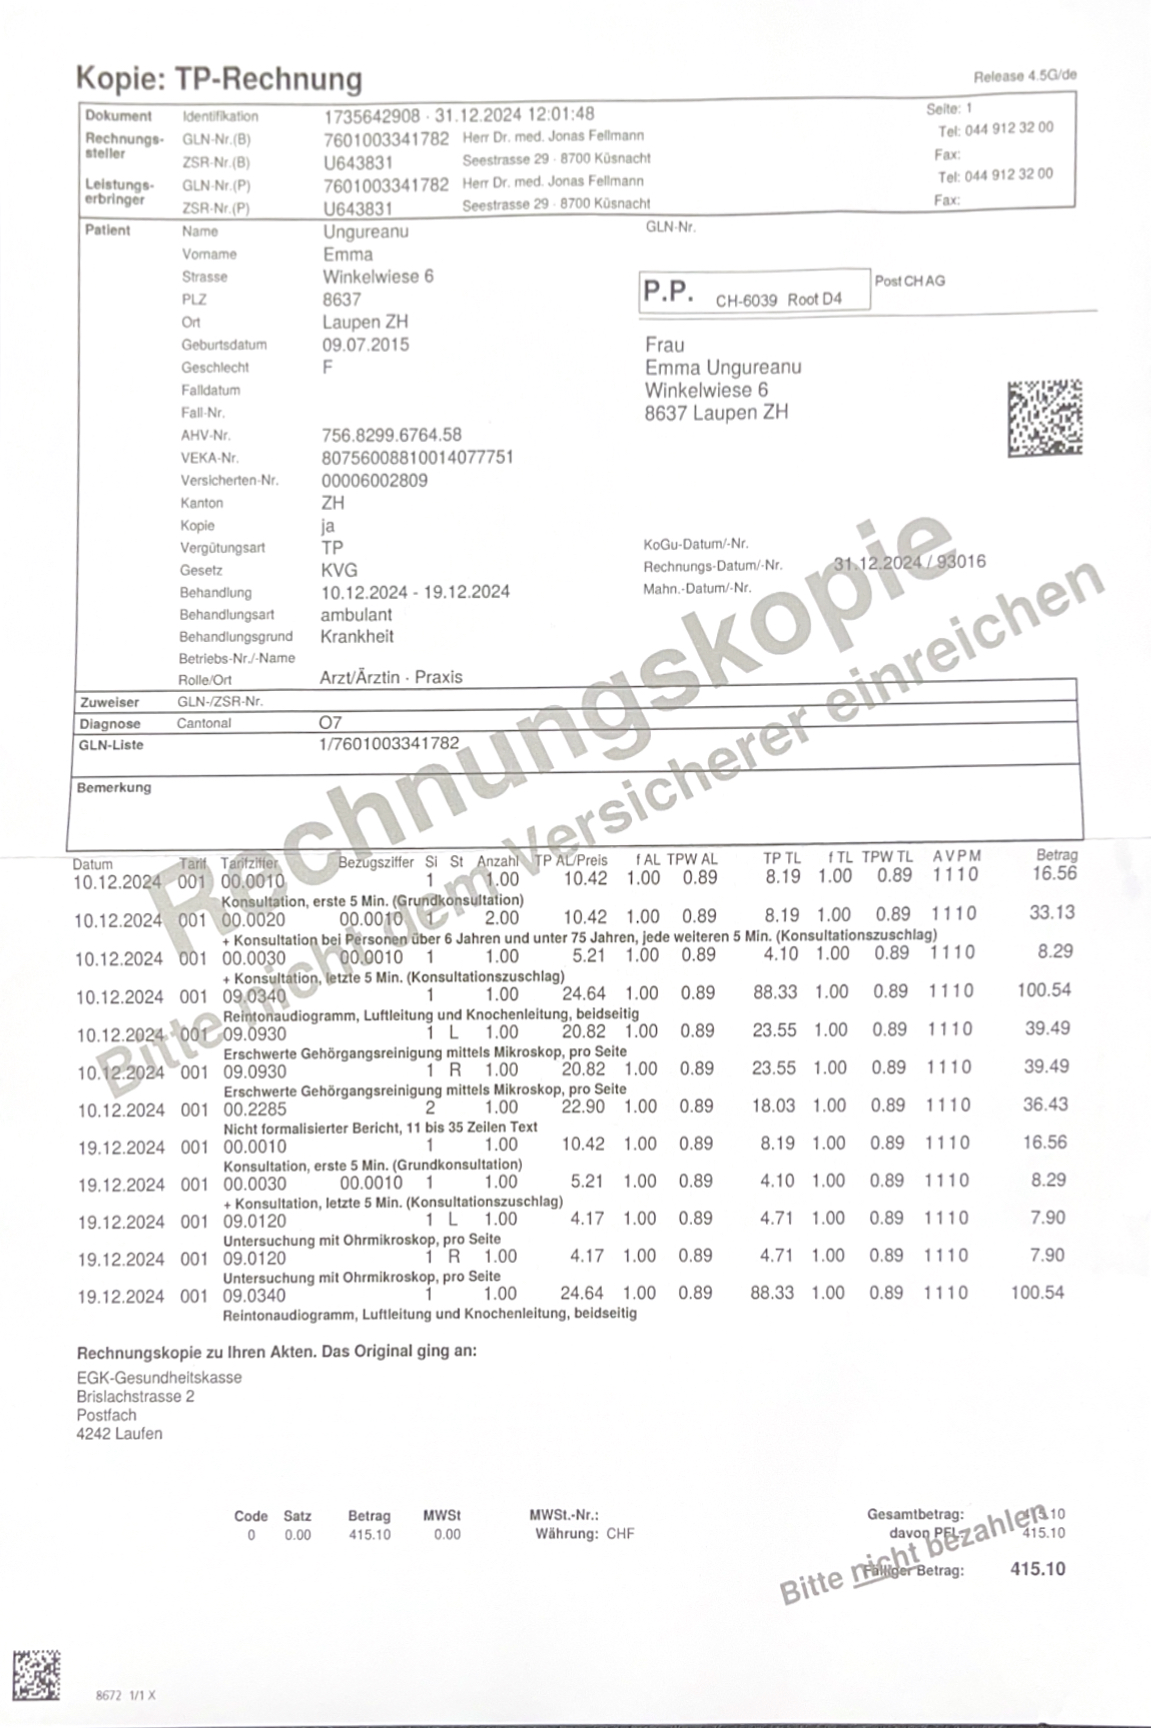 Kopie: TP-Rechnung
Release 4.5G/de
Dokument Identifikation 1735642908 · 31.12.2024 12:01:48 Seite: 1
Rechnungs-steller GLN-Nr.(B) 7601003341782 Herr Dr. med. Jonas Fellmann Tel: 044 912 32 00
ZSR-Nr.(B) U643831 Seestrasse 29 · 8700 Küsnacht Fax:
Leistungs-erbringer GLN-Nr.(P) 7601003341782 Herr Dr. med. Jonas Fellmann Tel: 044 912 32 00
ZSR-Nr.(P) U643831 Seestrasse 29 · 8700 Küsnacht Fax:
Patient Name Ungureanu GLN-Nr.
Vorname Emma
Strasse Winkelwiese 6
PLZ 8637
Ort Laupen ZH
Geburtsdatum 09.07.2015
Geschlecht F
Falldatum
Fall-Nr.
AHV-Nr. 756.8299.6764.58
VEKA-Nr. 80756008810014077751
Versicherten-Nr. 00006002809
Kanton ZH
Kopie ja
Vergütungsart TP
Gesetz KVG
Behandlung 10.12.2024 - 19.12.2024
Behandlungsart ambulant
Behandlungsgrund Krankheit
Betriebs-Nr./-Name
Rolle/Ort Arzt/Ärztin · Praxis
P.P. CH-6039 Root D4 Post CH AG
Frau
Emma Ungureanu
Winkelwiese 6
8637 Laupen ZH
KoGu-Datum/-Nr.
Rechnungs-Datum/-Nr. 31.12.2024 / 93016
Mahn.-Datum/-Nr.
Rechnungskopie
Bitte nicht dem Versicherer einreichen
Zuweiser GLN-/ZSR-Nr.
Diagnose Cantonal O7
GLN-Liste 1/7601003341782
Bemerkung
Datum Tarif Tarifziffer Bezugsziffer Si St Anzahl TP AL/Preis f AL TPW AL TP TL f TL TPW TL A V P M Betrag
10.12.2024 001 00.0010 1 1.00 10.42 1.00 0.89 8.19 1.00 0.89 1 1 1 0 16.56
Konsultation, erste 5 Min. (Grundkonsultation)
10.12.2024 001 00.0020 00.0010 1 2.00 10.42 1.00 0.89 8.19 1.00 0.89 1 1 1 0 33.13
+ Konsultation bei Personen über 6 Jahren und unter 75 Jahren, jede weiteren 5 Min. (Konsultationszuschlag)
10.12.2024 001 00.0030 00.0010 1 1.00 5.21 1.00 0.89 4.10 1.00 0.89 1 1 1 0 8.29
+ Konsultation, letzte 5 Min. (Konsultationszuschlag)
10.12.2024 001 09.0340 1 1.00 24.64 1.00 0.89 88.33 1.00 0.89 1 1 1 0 100.54
Reintonaudiogramm, Luftleitung und Knochenleitung, beidseitig
10.12.2024 001 09.0930 1 L 1.00 20.82 1.00 0.89 23.55 1.00 0.89 1 1 1 0 39.49
Erschwerte Gehörgangsreinigung mittels Mikroskop, pro Seite
10.12.2024 001 09.0930 1 R 1.00 20.82 1.00 0.89 23.55 1.00 0.89 1 1 1 0 39.49
Erschwerte Gehörgangsreinigung mittels Mikroskop, pro Seite
10.12.2024 001 00.2285 2 1.00 22.90 1.00 0.89 18.03 1.00 0.89 1 1 1 0 36.43
Nicht formalisierter Bericht, 11 bis 35 Zeilen Text
19.12.2024 001 00.0010 1 1.00 10.42 1.00 0.89 8.19 1.00 0.89 1 1 1 0 16.56
Konsultation, erste 5 Min. (Grundkonsultation)
19.12.2024 001 00.0030 00.0010 1 1.00 5.21 1.00 0.89 4.10 1.00 0.89 1 1 1 0 8.29
+ Konsultation, letzte 5 Min. (Konsultationszuschlag)
19.12.2024 001 09.0120 1 L 1.00 4.17 1.00 0.89 4.71 1.00 0.89 1 1 1 0 7.90
Untersuchung mit Ohrmikroskop, pro Seite
19.12.2024 001 09.0120 1 R 1.00 4.17 1.00 0.89 4.71 1.00 0.89 1 1 1 0 7.90
Untersuchung mit Ohrmikroskop, pro Seite
19.12.2024 001 09.0340 1 1.00 24.64 1.00 0.89 88.33 1.00 0.89 1 1 1 0 100.54
Reintonaudiogramm, Luftleitung und Knochenleitung, beidseitig
Rechnungskopie zu Ihren Akten. Das Original ging an:
EGK-Gesundheitskasse
Brislachstrasse 2
Postfach
4242 Laufen
Code Satz Betrag MWSt MWSt.-Nr.: Gesamtbetrag: 415.10
0 0.00 415.10 0.00 Währung: CHF davon PFL: 415.10
Fälliger Betrag: 415.10
Bitte nicht bezahlen
8672 1/1 X